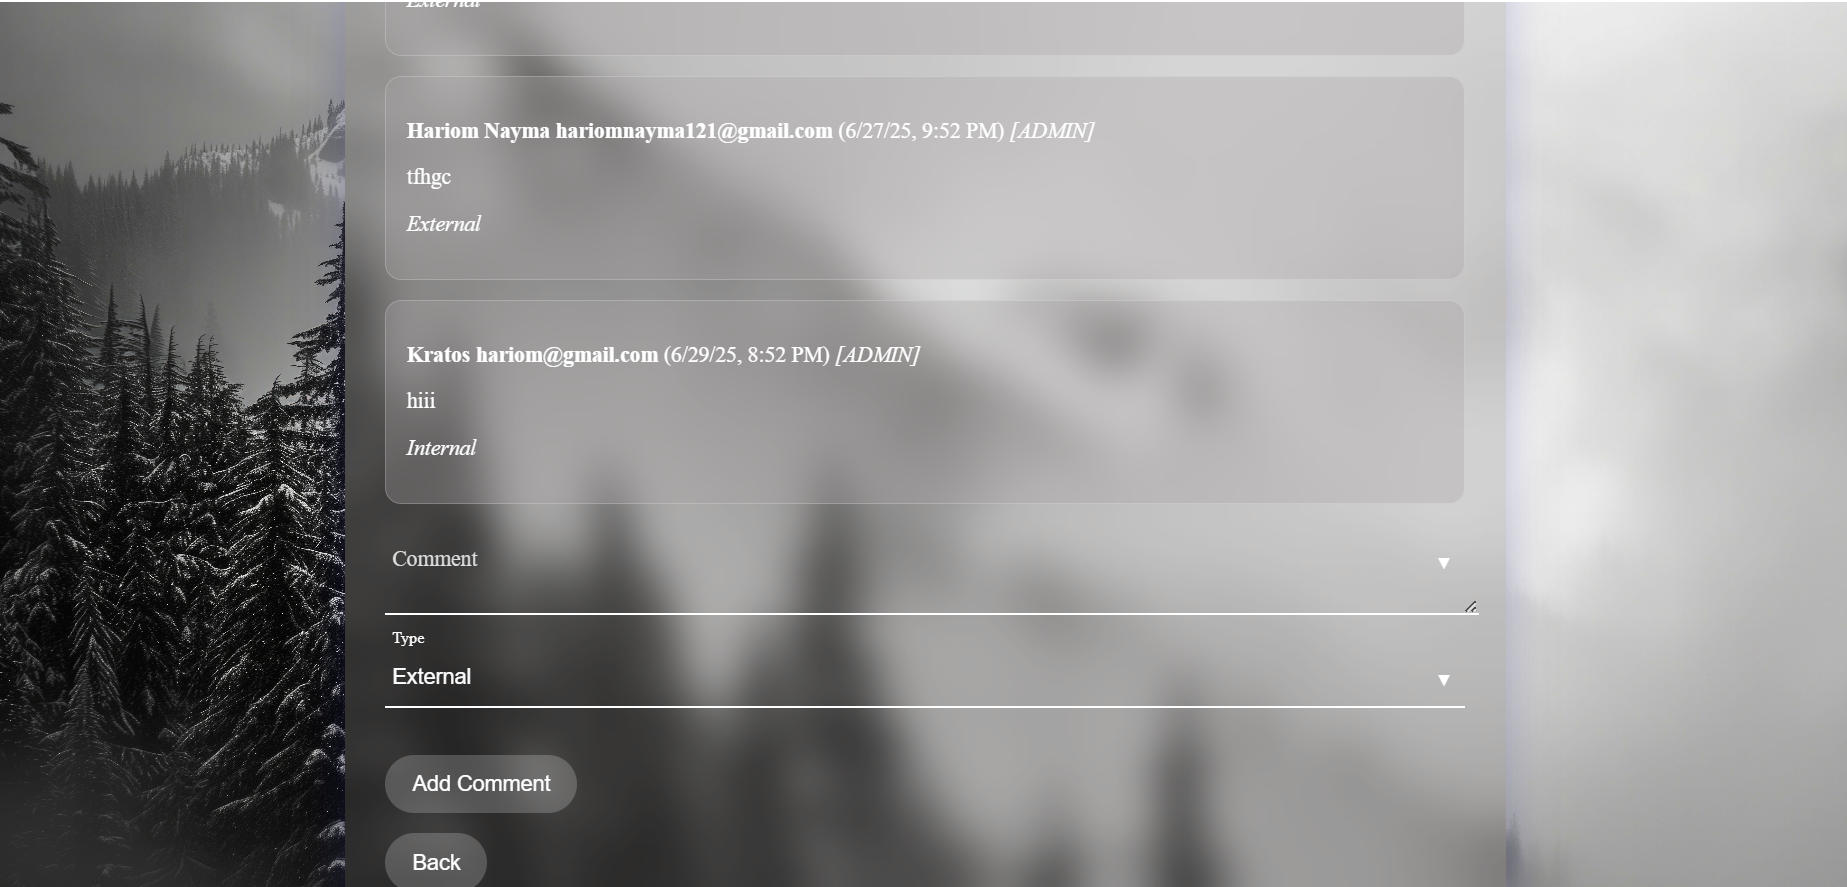 External
Hariom Nayma hariomnayma121@gmail.com (6/27/25, 9:52 PM) [ADMIN]
tfhgc
External
Kratos hariom@gmail.com (6/29/25, 8:52 PM) [ADMIN]
hiii
Internal
Comment
Type
External
Add Comment
Back